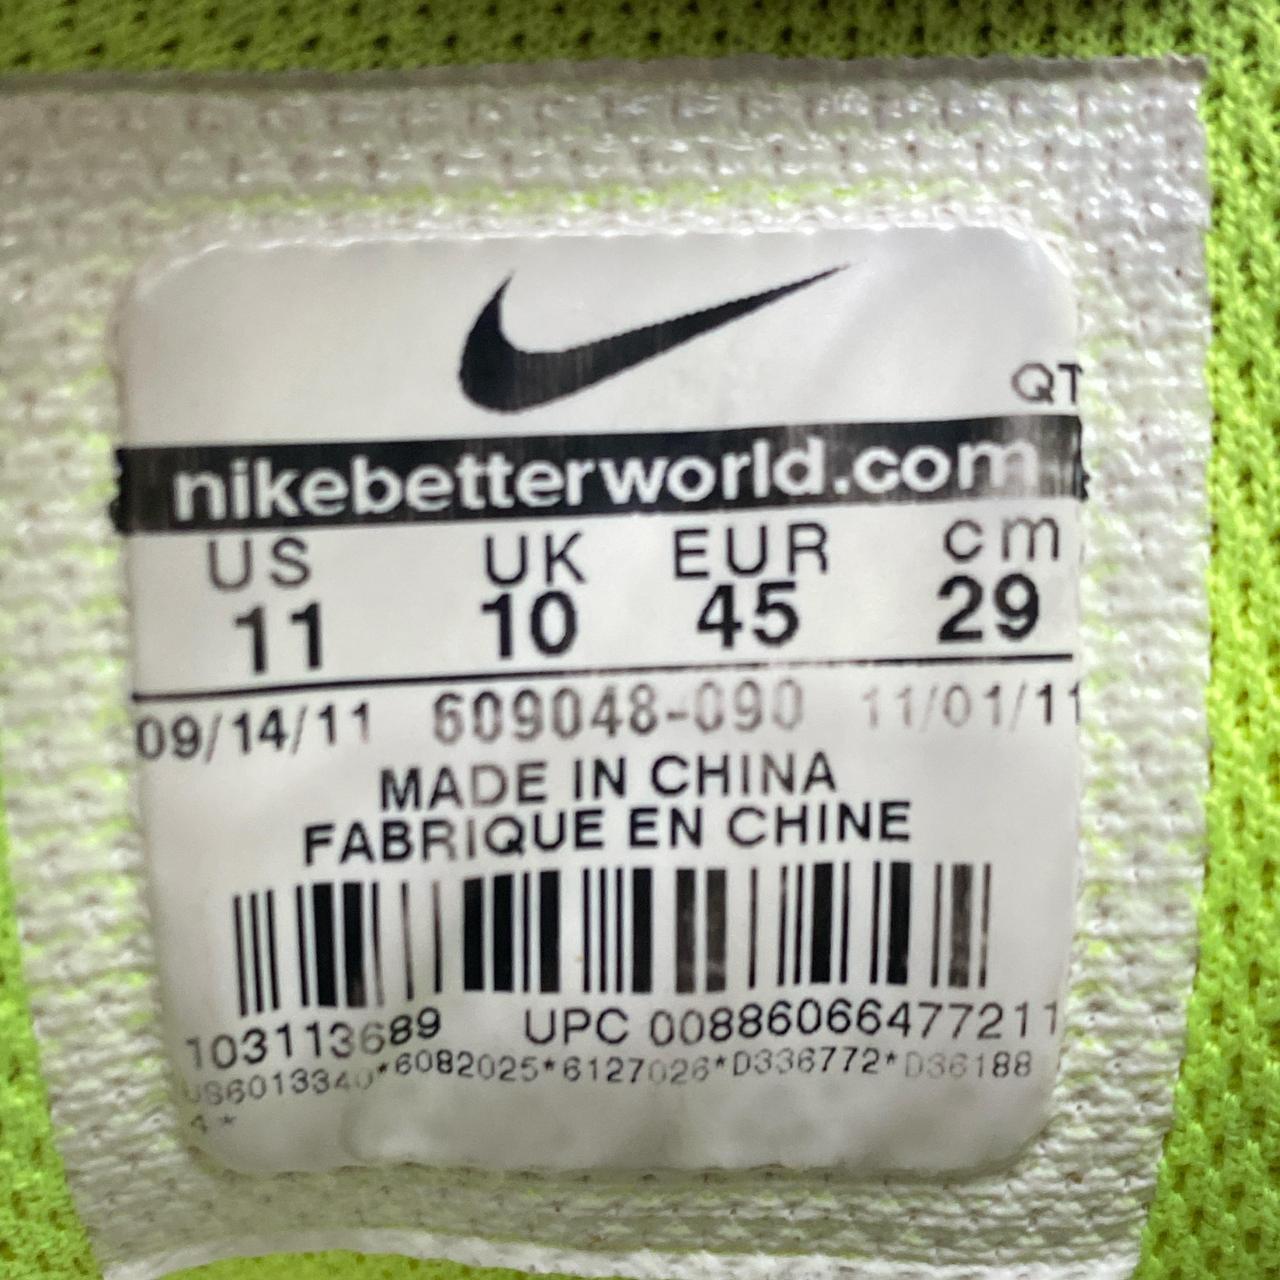 QT
nikebetterworld.com
US UK EUR cm
11 10 45 29
09/14/11 609048-090 11/01/11
MADE IN CHINA
FABRIQUE EN CHINE
103113689 UPC 00886066477211
US6013340*6082025*6127026*D336772*D36188
4*